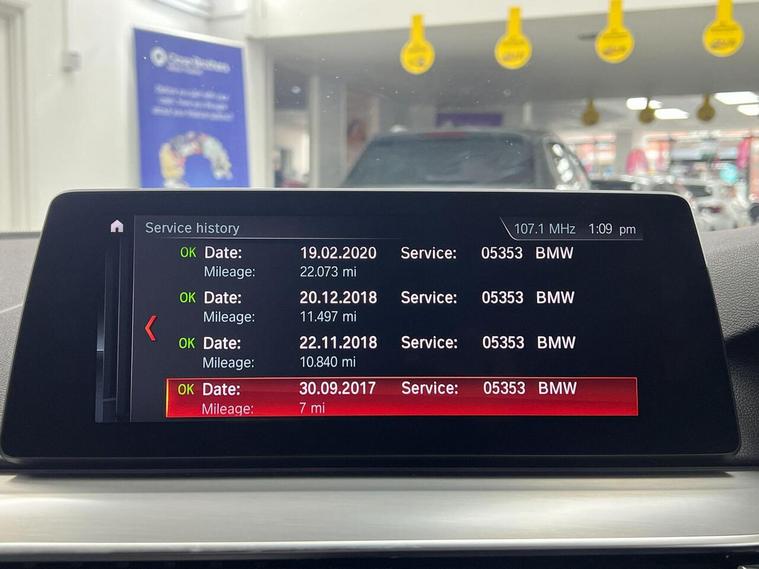 Service history
107.1 MHz 1:09 pm
OK Date: 19.02.2020 Service: 05353 BMW
Mileage: 22.073 mi
OK Date: 20.12.2018 Service: 05353 BMW
Mileage: 11.497 mi
OK Date: 22.11.2018 Service: 05353 BMW
Mileage: 10.840 mi
OK Date: 30.09.2017 Service: 05353 BMW
Mileage: 7 mi